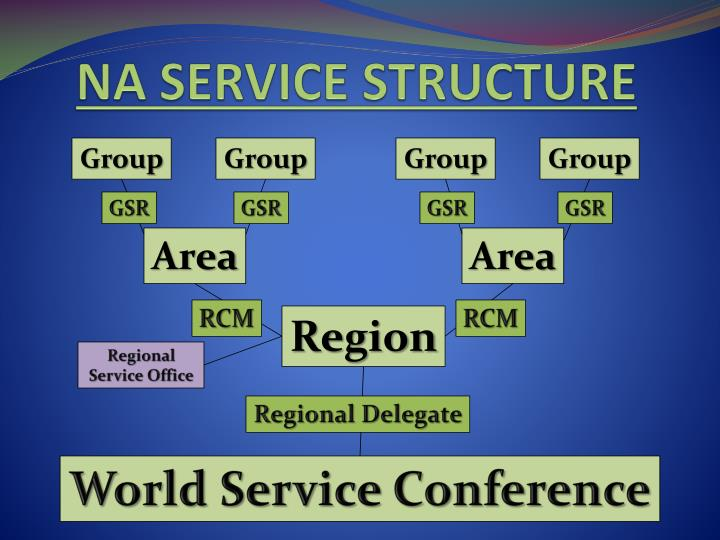 NA SERVICE STRUCTURE
Group
Group
Group
Group
GSR
GSR
GSR
GSR
Area
Area
RCM
RCM
Region
Regional
Service Office
Regional Delegate
World Service Conference